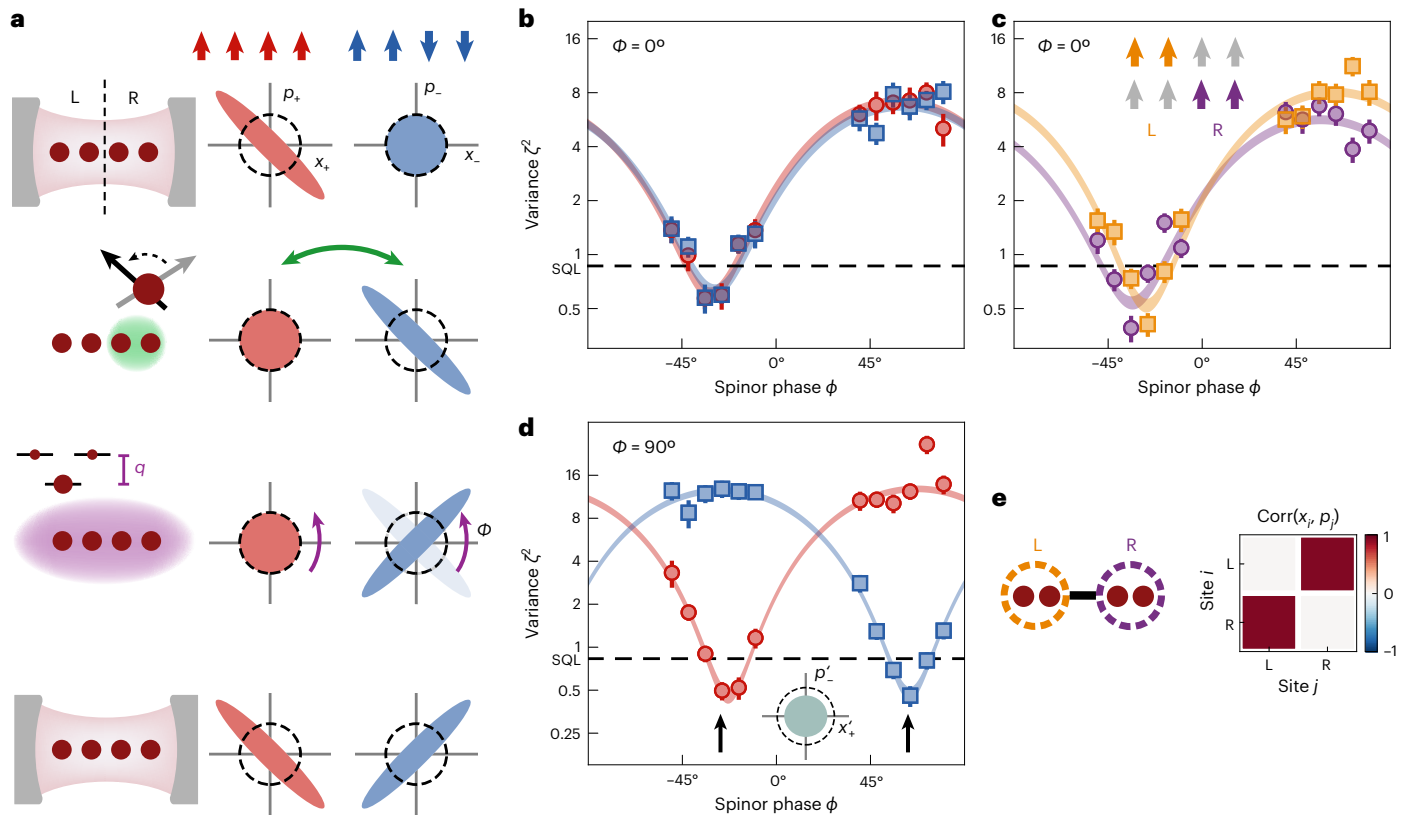 a
L
R
p₊
x₊
p₋
x₋
q
Φ
b
Φ = 0°
Variance ζ²
16
8
4
2
1
SQL
0.5
–45°
0°
45°
Spinor phase ϕ
c
Φ = 0°
L
R
16
8
4
2
1
SQL
0.5
–45°
0°
45°
Spinor phase ϕ
d
Φ = 90°
Variance ζ²
16
8
4
2
1
SQL
0.5
0.25
p′₋
x′₊
–45°
0°
45°
Spinor phase ϕ
e
L
R
Corr(xᵢ, pⱼ)
Site i
L
R
L
R
Site j
1
0
–1